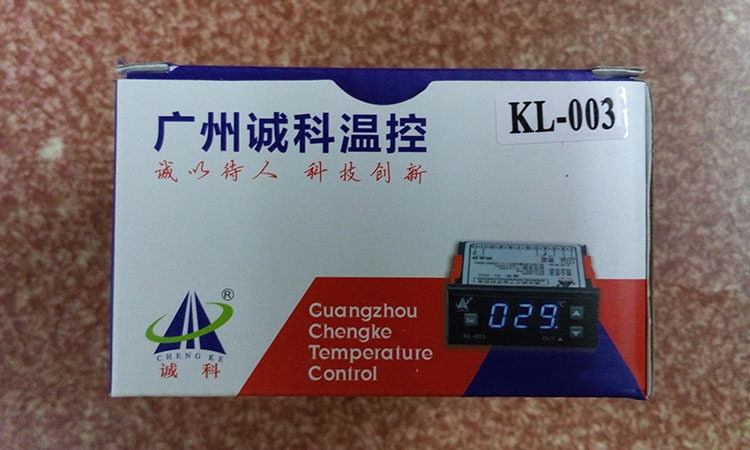 广州诚科温控
KL-003
诚以待人 科技创新
®
CHENG KE
诚科
Guangzhou
Chengke
Temperature
Control
029
°C
KL-003
OUT